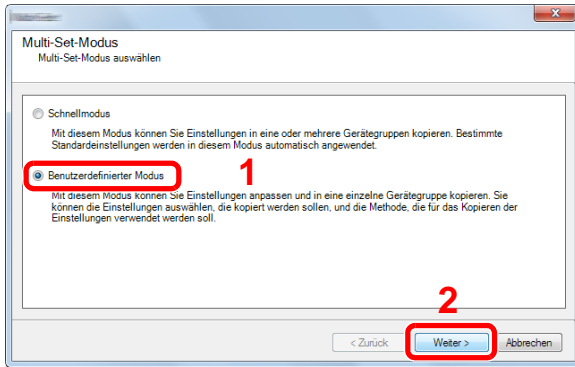 Multi-Set-Modus
Multi-Set-Modus auswählen
Schnellmodus
Mit diesem Modus können Sie Einstellungen in eine oder mehrere Gerätegruppen kopieren. Bestimmte
Standardeinstellungen werden in diesem Modus automatisch angewendet.
Benutzerdefinierter Modus
1
Mit diesem Modus können Sie Einstellungen anpassen und in eine einzelne Gerätegruppe kopieren. Sie
können die Einstellungen auswählen, die kopiert werden sollen, und die Methode, die für das Kopieren der
Einstellungen verwendet werden soll.
2
< Zurück
Weiter >
Abbrechen